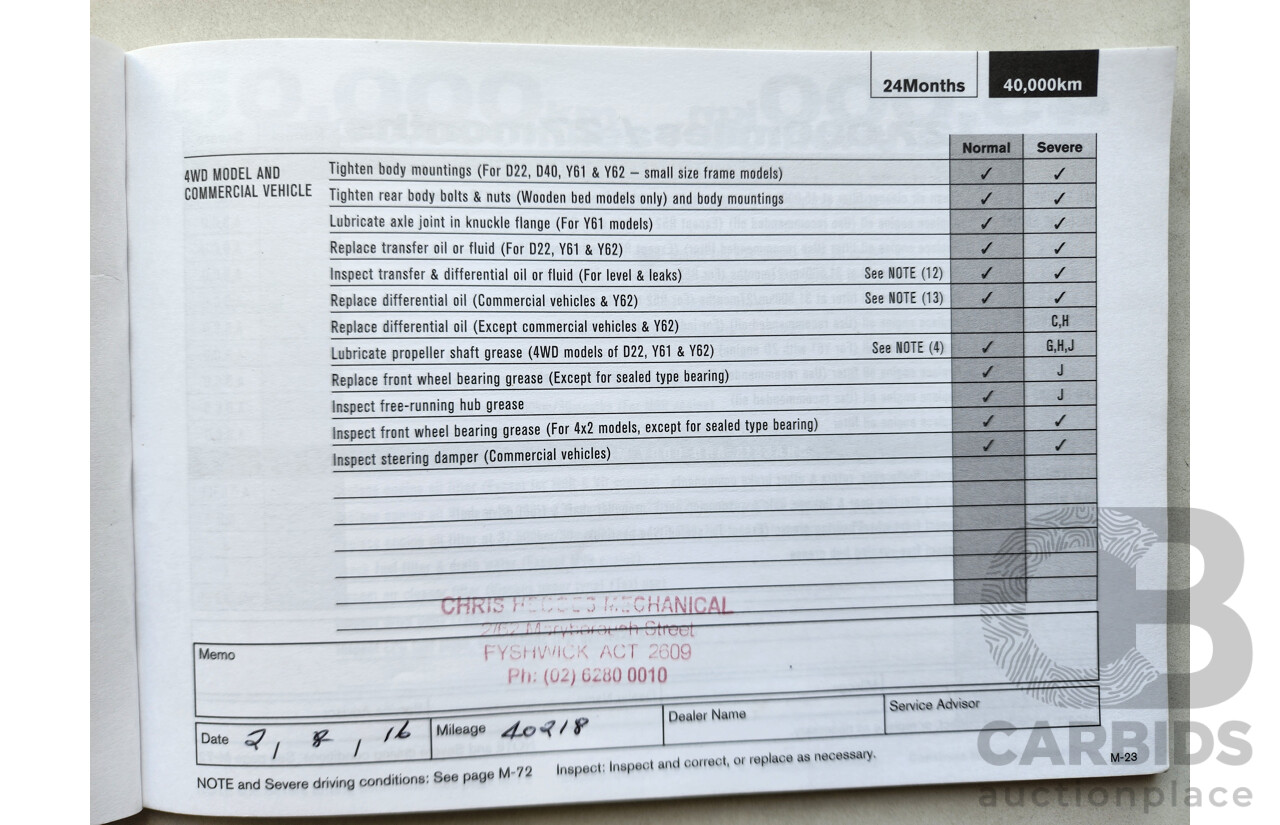 24Months 40,000km
Normal Severe
4WD MODEL AND COMMERCIAL VEHICLE
Tighten body mountings (For D22, D40, Y61 & Y62 – small size frame models) ✓ ✓
Tighten rear body bolts & nuts (Wooden bed models only) and body mountings ✓ ✓
Lubricate axle joint in knuckle flange (For Y61 models) ✓ ✓
Replace transfer oil or fluid (For D22, Y61 & Y62) ✓ ✓
Inspect transfer & differential oil or fluid (For level & leaks) See NOTE (12) ✓ ✓
Replace differential oil (Commercial vehicles & Y62) See NOTE (13) ✓ ✓
Replace differential oil (Except commercial vehicles & Y62) C,H
Lubricate propeller shaft grease (4WD models of D22, Y61 & Y62) See NOTE (4) ✓ G,H,J
Replace front wheel bearing grease (Except for sealed type bearing) ✓ J
Inspect free-running hub grease ✓ J
Inspect front wheel bearing grease (For 4x2 models, except for sealed type bearing) ✓ ✓
Inspect steering damper (Commercial vehicles) ✓ ✓
CHRIS MECHANICAL
2/62 Maryborough Street
FYSHWICK ACT 2609
Ph: (02) 6280 0010
Memo
Date 2, 8, 16 Mileage 40218 Dealer Name Service Advisor
NOTE and Severe driving conditions: See page M-72 Inspect: Inspect and correct, or replace as necessary.
M-23
CB
CARBIDS
auctionplace